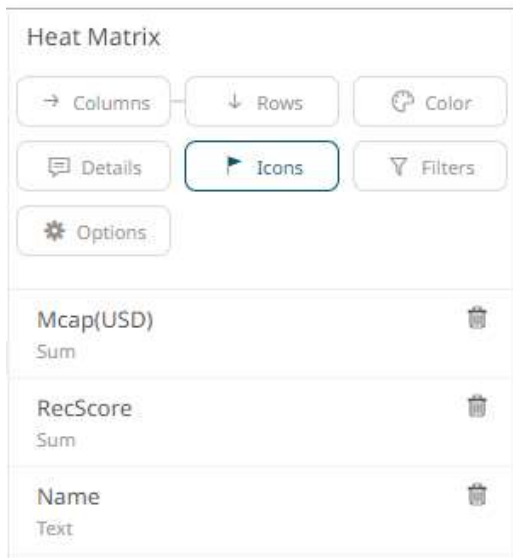 Heat Matrix
→ Columns ↓ Rows Color
Details Icons Filters
Options
Mcap(USD)
Sum
RecScore
Sum
Name
Text